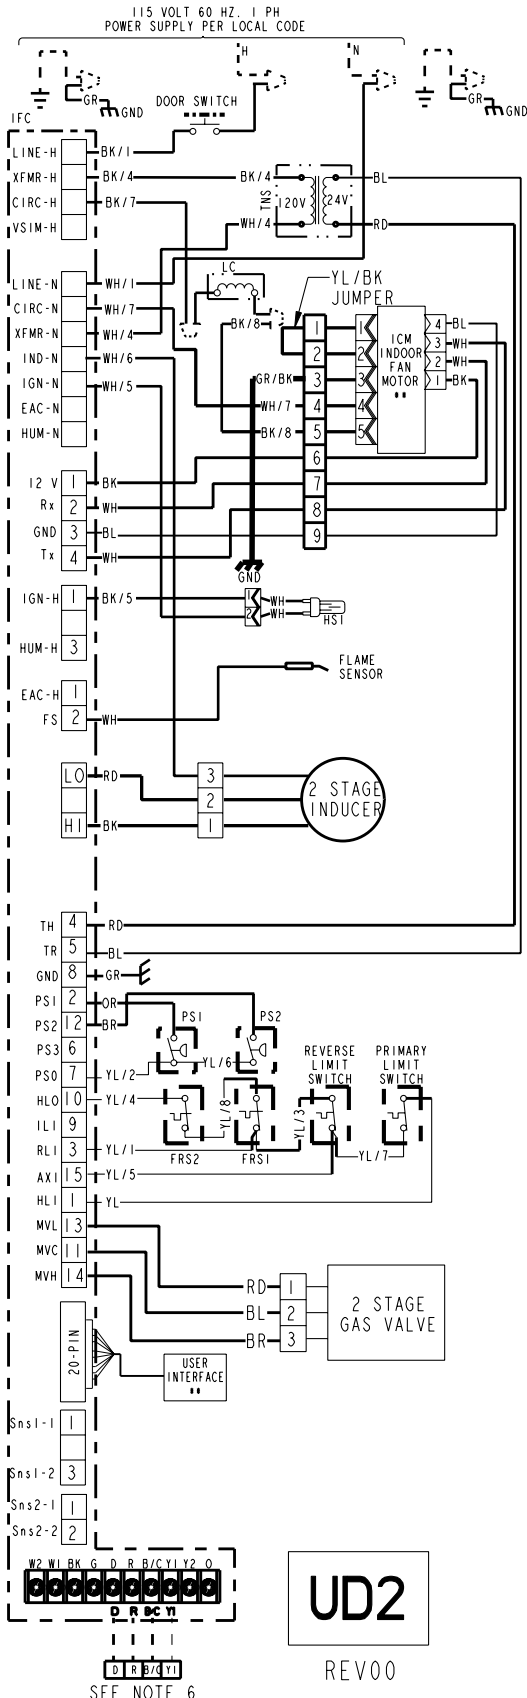 115 VOLT 60 HZ. 1 PH
POWER SUPPLY PER LOCAL CODE
H
N
GR
GND
DOOR SWITCH
GR
GND
IFC
LINE-H
BK/1
XFMR-H
BK/4
BK/4
BL
CIRC-H
BK/7
TNS
120V
24V
VSIM-H
WH/4
RD
LC
YL/BK
JUMPER
LINE-N
WH/1
CIRC-N
WH/7
XFMR-N
WH/4
IND-N
WH/6
IGN-N
WH/5
EAC-N
HUM-N
BK/8
GR/BK
WH/7
BK/8
1
2
3
4
5
6
7
8
9
1
2
3
4
5
ICM
INDOOR
FAN
MOTOR
**
4 BL
3 WH
2 WH
1 BK
12 V 1 BK
Rx 2 WH
GND 3 BL
Tx 4 WH
GND
IGN-H 1 BK/5
1 WH
2 WH
HSI
HUM-H 3
EAC-H 1
FS 2 WH
FLAME
SENSOR
LO RD
HI BK
3
2
1
2 STAGE
INDUCER
TH 4 RD
TR 5 BL
GND 8 GR
PS1 2 OR
PS2 12 BR
PS3 6
PS0 7 YL/2
HLO 10 YL/4
IL1 9
RL1 3 YL/1
AX1 15 YL/5
HL1 1 YL
MVL 13
MVC 11
MVH 14
PS1
PS2
YL/6
REVERSE
LIMIT
SWITCH
PRIMARY
LIMIT
SWITCH
YL/8
YL/3
FRS2
FRS1
YL/7
RD 1
BL 2
BR 3
2 STAGE
GAS VALVE
20-PIN
USER
INTERFACE
**
Sns1-1 1
Sns1-2 3
Sns2-1 1
Sns2-2 2
W2 W1 BK G D R B/C Y1 Y2 O
D R B/C Y1
D R B/C Y1
SEE NOTE 6
UD2
REV00